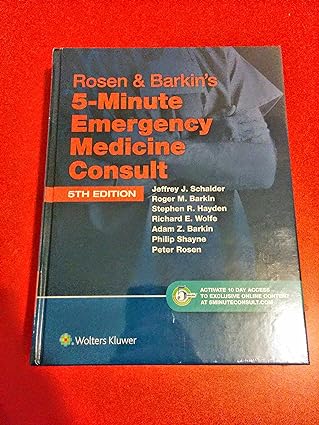 Rosen & Barkin's
5-Minute
Emergency
Medicine
Consult
5TH EDITION
Jeffrey J. Schaider
Roger M. Barkin
Stephen R. Hayden
Richard E. Wolfe
Adam Z. Barkin
Philip Shayne
Peter Rosen
ACTIVATE 10 DAY ACCESS
TO EXCLUSIVE ONLINE CONTENT
AT 5MINUTECONSULT.COM
Wolters Kluwer